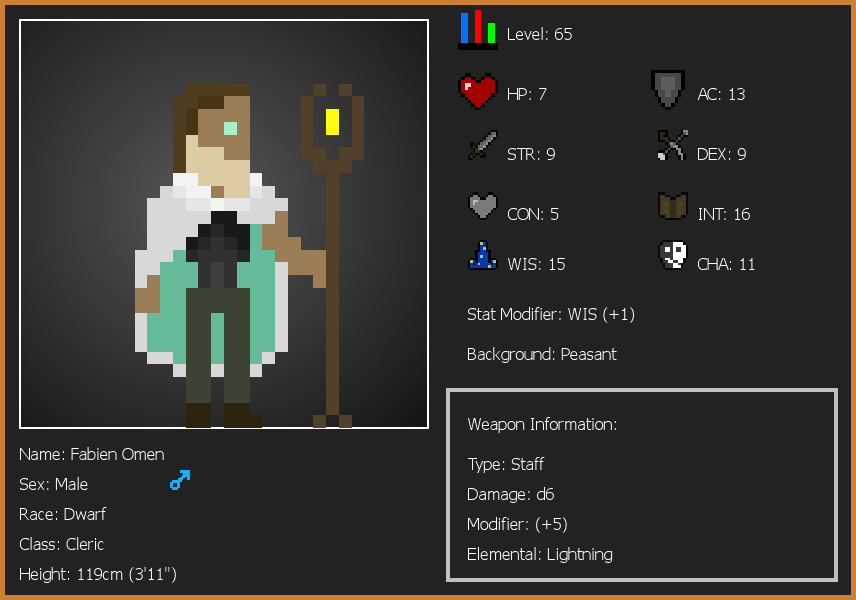 Level: 65
HP: 7
AC: 13
STR: 9
DEX: 9
CON: 5
INT: 16
WIS: 15
CHA: 11
Stat Modifier: WIS (+1)
Background: Peasant
Weapon Information:
Type: Staff
Damage: d6
Modifier: (+5)
Elemental: Lightning
Name: Fabien Omen
Sex: Male
Race: Dwarf
Class: Cleric
Height: 119cm (3'11")